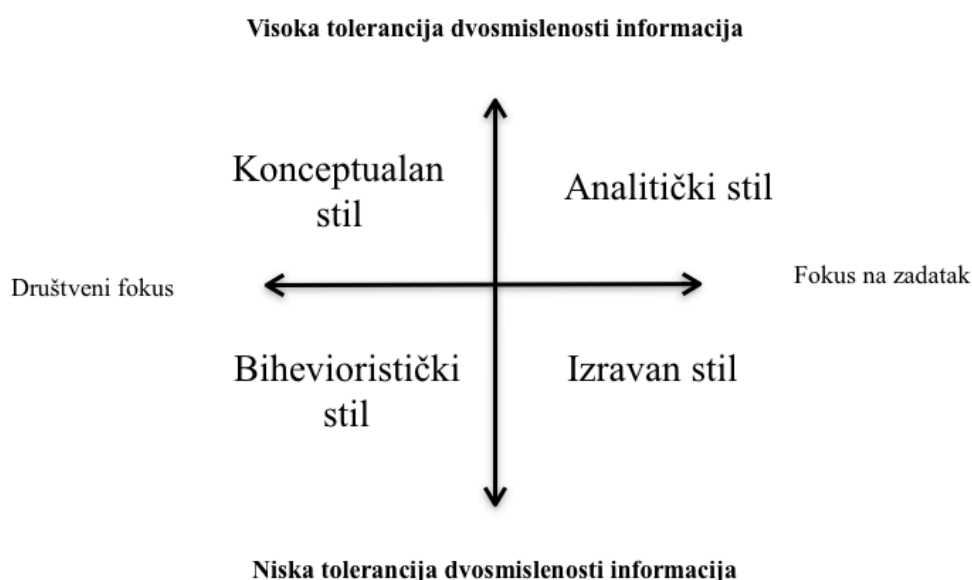 Visoka tolerancija dvosmislenosti informacija
Konceptualan
stil
Analitički stil
Društveni fokus
Fokus na zadatak
Bihevioristički
stil
Izravan stil
Niska tolerancija dvosmislenosti informacija